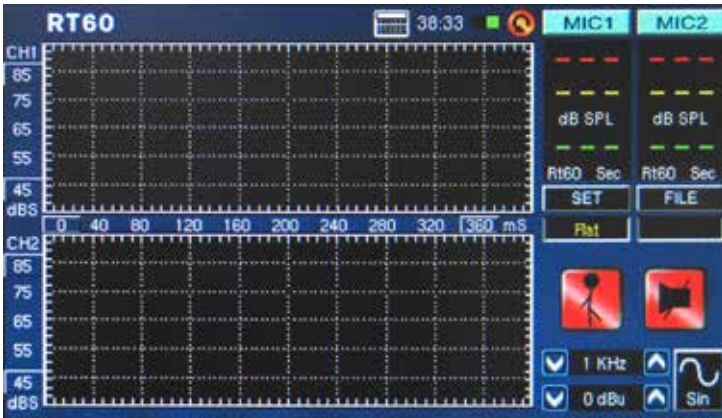 RT60 38:33 MIC1 MIC2
CH1
85
75
65
55
45
dBS
--- ---
--- ---
dB SPL dB SPL
--- ---
Rt60 Sec Rt60 Sec
SET FILE
0 40 80 120 160 200 240 280 320 360 mS
Flat
CH2
85
75
65
55
45
dBS
1 KHz
0 dBu
Sin